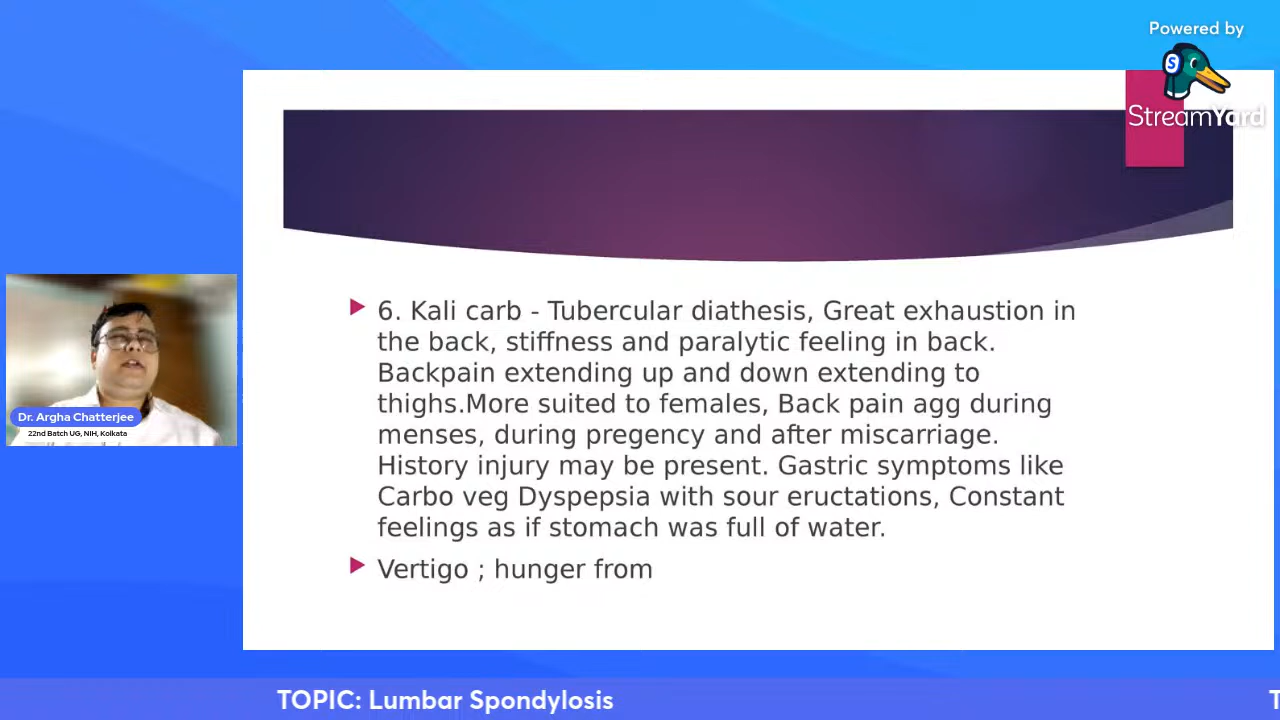 Powered by
StreamYard
6. Kali carb - Tubercular diathesis, Great exhaustion in
the back, stiffness and paralytic feeling in back.
Backpain extending up and down extending to
thighs.More suited to females, Back pain agg during
menses, during pregency and after miscarriage.
History injury may be present. Gastric symptoms like
Carbo veg Dyspepsia with sour eructations, Constant
feelings as if stomach was full of water.
Vertigo ; hunger from
Dr. Argha Chatterjee
22nd Batch UG, NIH, Kolkata
TOPIC: Lumbar Spondylosis
T